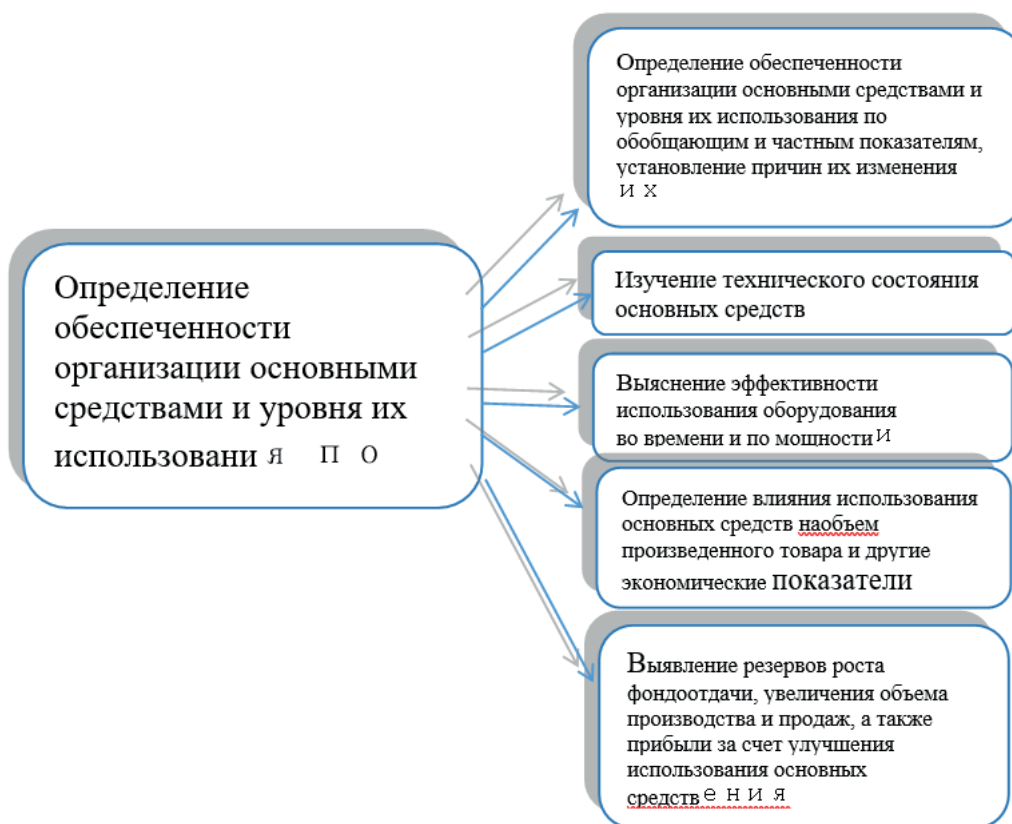 Определение
обеспеченности
организации основными
средствами и уровня их
использовани я п о
Определение обеспеченности
организации основными средствами и
уровня их использования по
обобщающим и частным показателям,
установление причин их изменения
и х
Изучение технического состояния
основных средств
Выяснение эффективности
использования оборудования
во времени и по мощности и
Определение влияния использования
основных средств наобъем
произведенного товара и другие
экономические показатели
Выявление резервов роста
фондоотдачи, увеличения объема
производства и продаж, а также
прибыли за счет улучшения
использования основных
средств е н и я